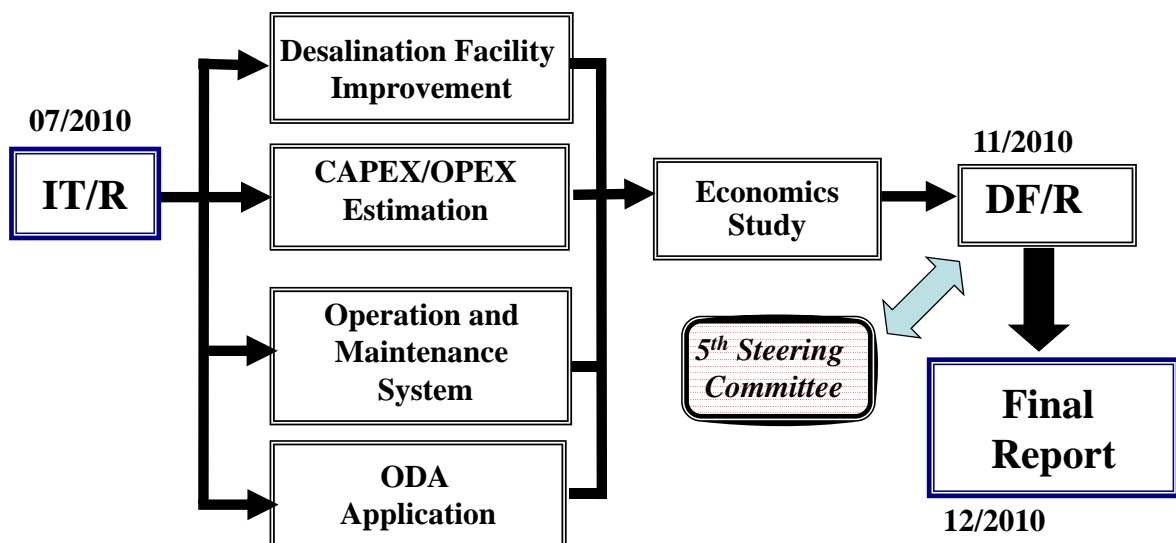 07/2010
IT/R
Desalination Facility
Improvement
CAPEX/OPEX
Estimation
Operation and
Maintenance
System
ODA
Application
Economics
Study
11/2010
DF/R
5th Steering
Committee
Final
Report
12/2010